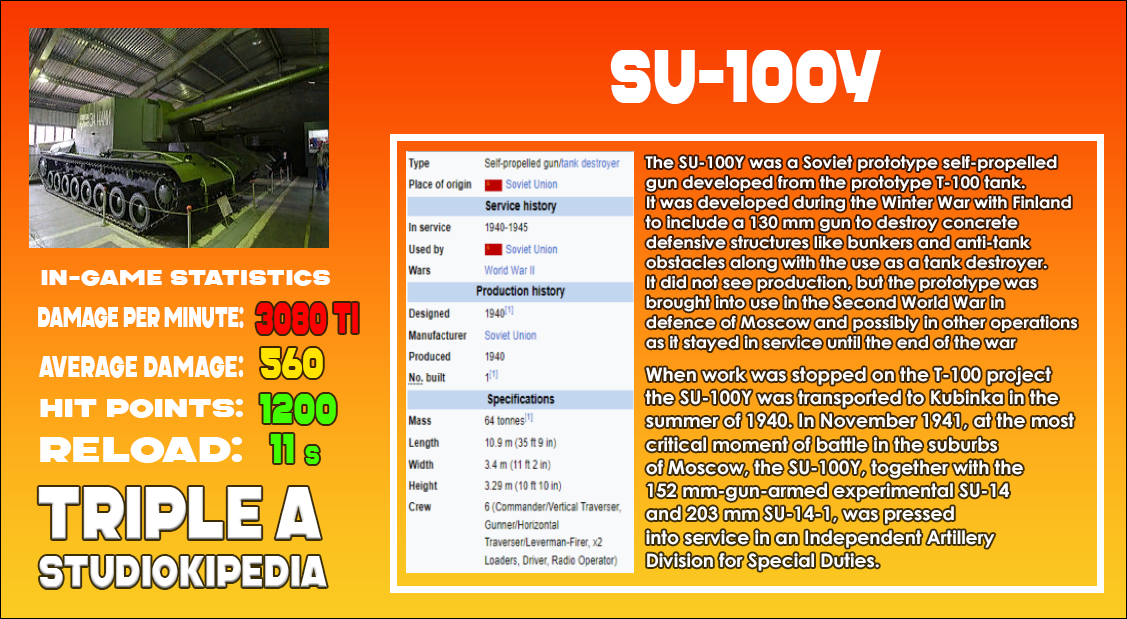 SU-100Y
IN-GAME STATISTICS
DAMAGE PER MINUTE: 3080 TI
AVERAGE DAMAGE: 560
HIT POINTS: 1200
RELOAD: 11 s
TRIPLE A
STUDIOKIPEDIA
Type Self-propelled gun/tank destroyer
Place of origin Soviet Union
Service history
In service 1940-1945
Used by Soviet Union
Wars World War II
Production history
Designed 1940[1]
Manufacturer Soviet Union
Produced 1940
No. built 1[1]
Specifications
Mass 64 tonnes[1]
Length 10.9 m (35 ft 9 in)
Width 3.4 m (11 ft 2 in)
Height 3.29 m (10 ft 10 in)
Crew 6 (Commander/Vertical Traverser,
Gunner/Horizontal
Traverser/Leverman-Firer, x2
Loaders, Driver, Radio Operator)
The SU-100Y was a Soviet prototype self-propelled
gun developed from the prototype T-100 tank.
It was developed during the Winter War with Finland
to include a 130 mm gun to destroy concrete
defensive structures like bunkers and anti-tank
obstacles along with the use as a tank destroyer.
It did not see production, but the prototype was
brought into use in the Second World War in
defence of Moscow and possibly in other operations
as it stayed in service until the end of the war
When work was stopped on the T-100 project
the SU-100Y was transported to Kubinka in the
summer of 1940. In November 1941, at the most
critical moment of battle in the suburbs
of Moscow, the SU-100Y, together with the
152 mm-gun-armed experimental SU-14
and 203 mm SU-14-1, was pressed
into service in an Independent Artillery
Division for Special Duties.